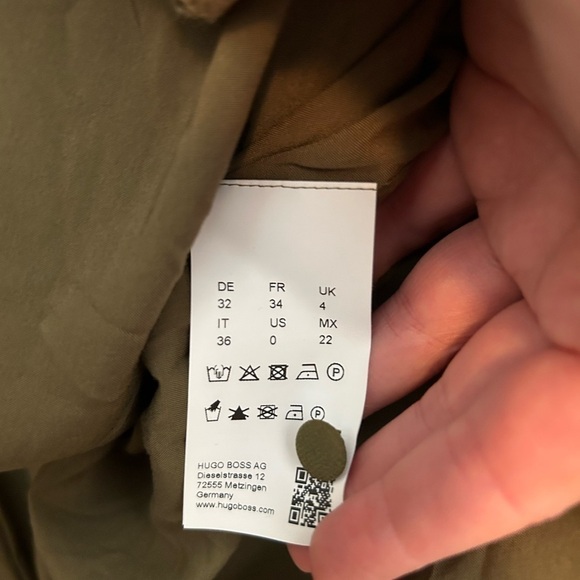 DE FR UK
32 34 4
IT US MX
36 0 22
P
P
HUGO BOSS AG
Dieselstrasse 12
72555 Metzingen
Germany
www.hugoboss.com